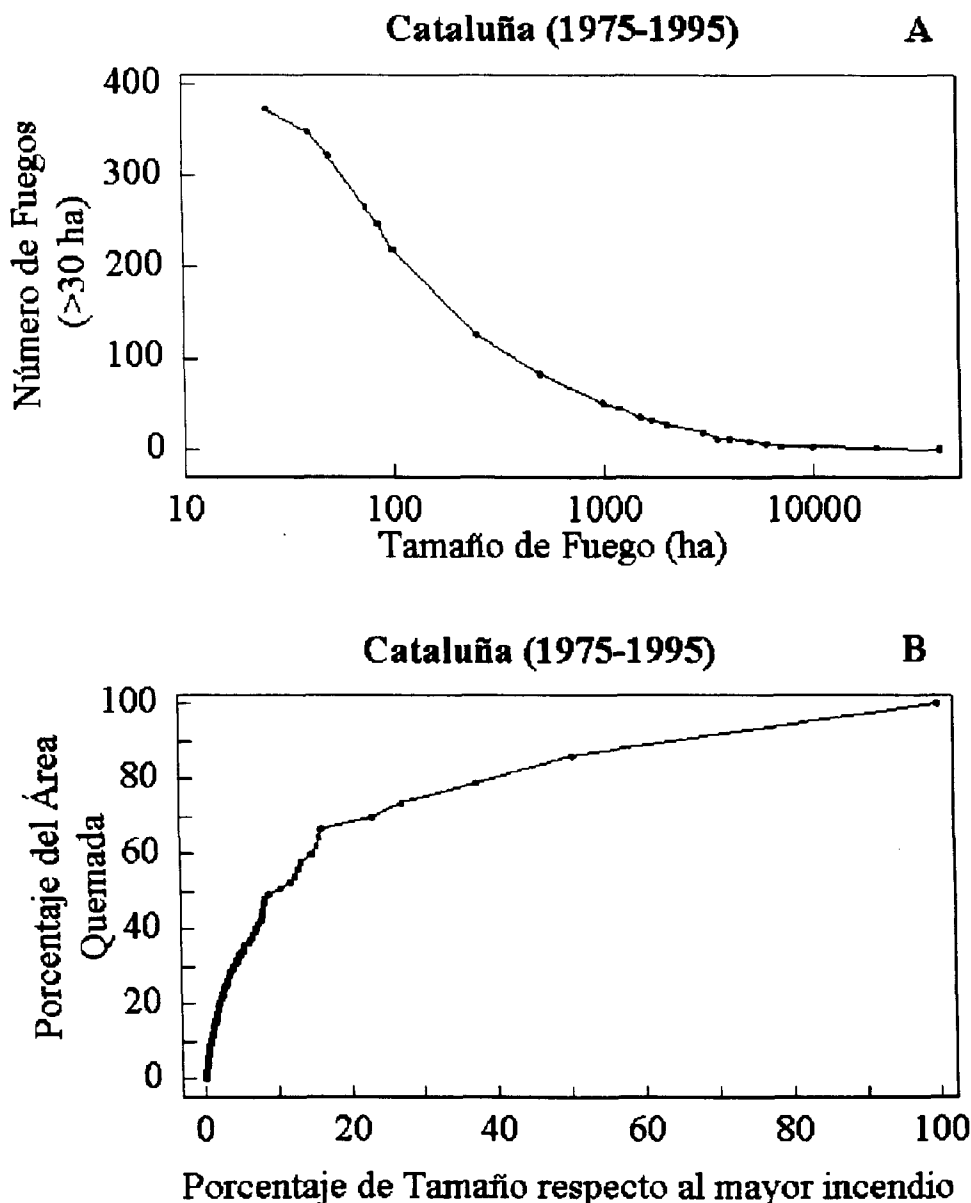 Cataluña (1975-1995)
A
Número de Fuegos
(>30 ha)
400
300
200
100
0
10
100
1000
10000
Tamaño de Fuego (ha)
Cataluña (1975-1995)
B
Porcentaje del Área
Quemada
100
80
60
40
20
0
0
20
40
60
80
100
Porcentaje de Tamaño respecto al mayor incendio